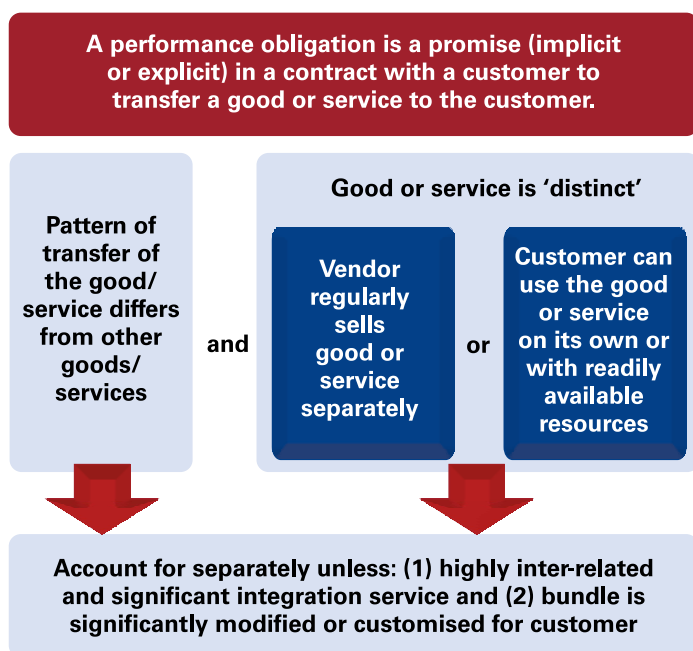 A performance obligation is a promise (implicit
or explicit) in a contract with a customer to
transfer a good or service to the customer.
Pattern of
transfer of
the good/
service differs
from other
goods/
services
and
Good or service is ‘distinct’
Vendor
regularly
sells
good or
service
separately
or
Customer can
use the good
or service
on its own or
with readily
available
resources
Account for separately unless: (1) highly inter-related
and significant integration service and (2) bundle is
significantly modified or customised for customer